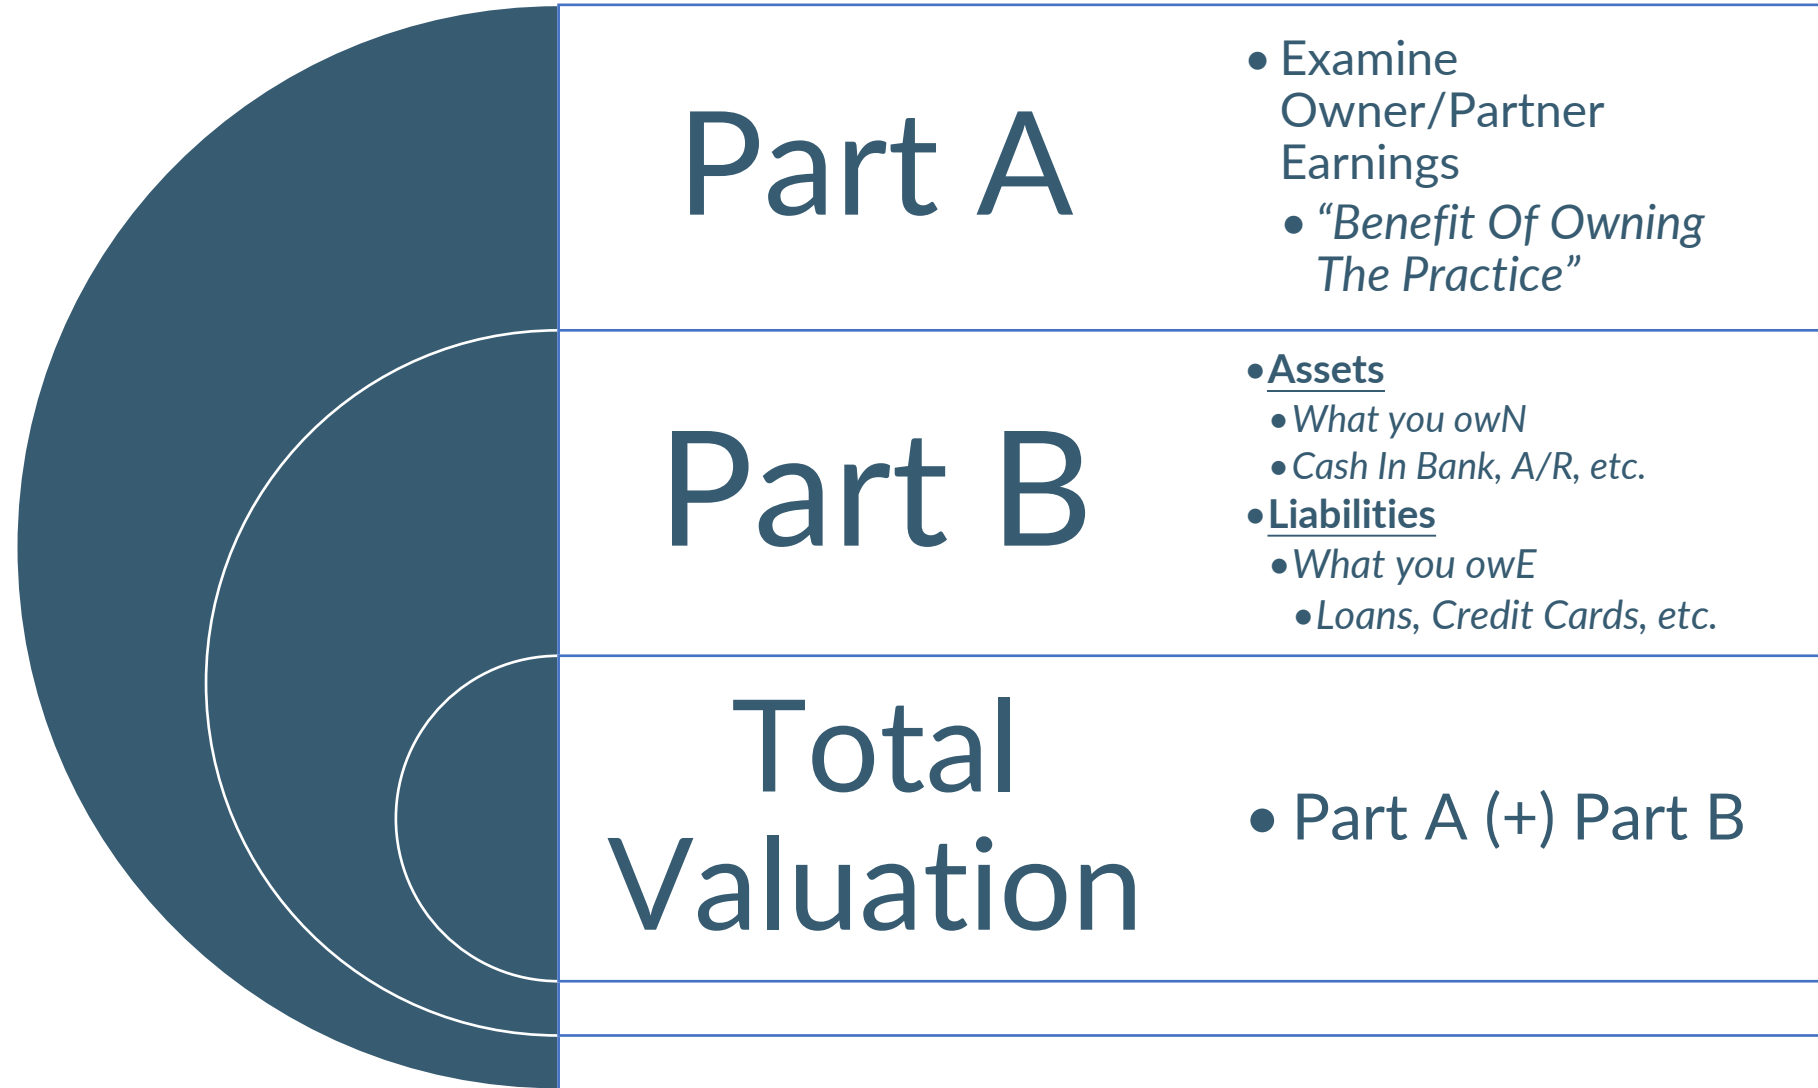 Part A
• Examine
Owner/Partner
Earnings
• “Benefit Of Owning
The Practice”
Part B
•Assets
•What you owN
•Cash In Bank, A/R, etc.
•Liabilities
•What you owE
•Loans, Credit Cards, etc.
Total
Valuation
• Part A (+) Part B